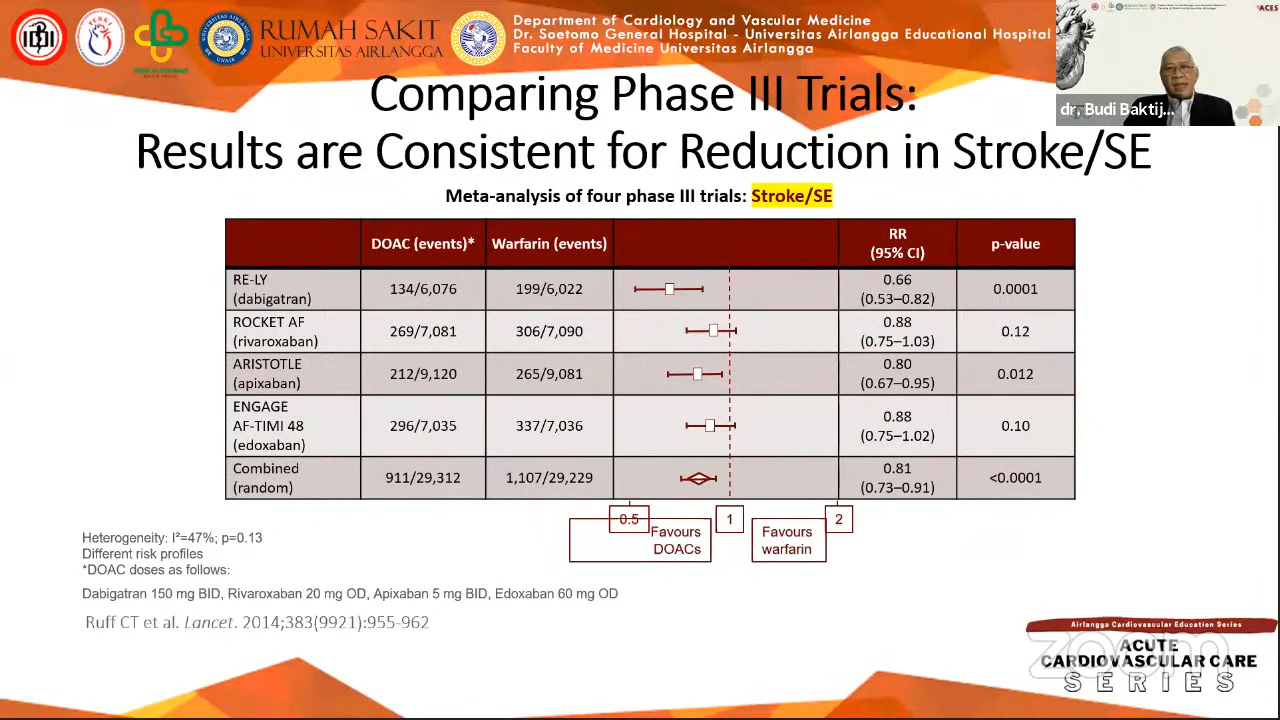 RUMAH SAKIT
UNIVERSITAS AIRLANGGA
Department of Cardiology and Vascular Medicine
Dr. Soetomo General Hospital - Universitas Airlangga Educational Hospital
Faculty of Medicine Universitas Airlangga
ACES
dr. Budi Baktij...
Comparing Phase III Trials:
Results are Consistent for Reduction in Stroke/SE
Meta-analysis of four phase III trials: Stroke/SE
DOAC (events)* Warfarin (events) RR (95% CI) p-value
RE-LY (dabigatran) 134/6,076 199/6,022 0.66 (0.53–0.82) 0.0001
ROCKET AF (rivaroxaban) 269/7,081 306/7,090 0.88 (0.75–1.03) 0.12
ARISTOTLE (apixaban) 212/9,120 265/9,081 0.80 (0.67–0.95) 0.012
ENGAGE AF-TIMI 48 (edoxaban) 296/7,035 337/7,036 0.88 (0.75–1.02) 0.10
Combined (random) 911/29,312 1,107/29,229 0.81 (0.73–0.91) <0.0001
0.5 1 2
Favours DOACs
Favours warfarin
Heterogeneity: I²=47%; p=0.13
Different risk profiles
*DOAC doses as follows:
Dabigatran 150 mg BID, Rivaroxaban 20 mg OD, Apixaban 5 mg BID, Edoxaban 60 mg OD
Ruff CT et al. Lancet. 2014;383(9921):955-962
Airlangga Cardiovascular Education Series
zoom
ACUTE
CARDIOVASCULAR CARE
SERIES